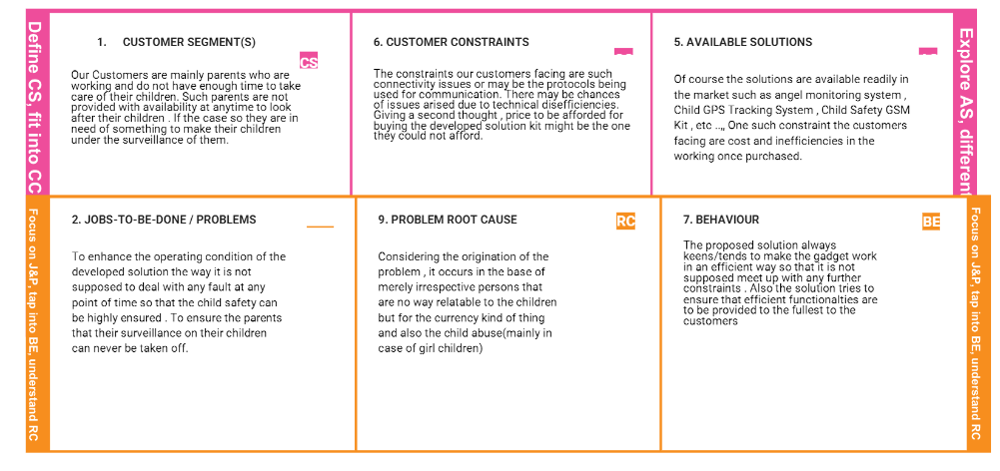 Define CS, fit into CC
1. CUSTOMER SEGMENT(S)
CS
Our Customers are mainly parents who are
working and do not have enough time to take
care of their children. Such parents are not
provided with availability at anytime to look
after their children . If the case so they are in
need of something to make their children
under the surveillance of them.
6. CUSTOMER CONSTRAINTS
The constraints our customers facing are such
connectivity issues or may be the protocols being
used for communication. There may be chances
of issues arised due to technical disefficiencies.
Giving a second thought , price to be afforded for
buying the developed solution kit might be the one
they could not afford.
5. AVAILABLE SOLUTIONS
Of course the solutions are available readily in
the market such as angel monitoring system ,
Child GPS Tracking System , Child Safety GSM
Kit , etc ..,, One such constraint the customers
facing are cost and inefficiencies in the
working once purchased.
Explore AS, different
Focus on J&P, tap into BE, understand RC
2. JOBS-TO-BE-DONE / PROBLEMS
To enhance the operating condition of the
developed solution the way it is not
supposed to deal with any fault at any
point of time so that the child safety can
be highly ensured . To ensure the parents
that their surveillance on their children
can never be taken off.
9. PROBLEM ROOT CAUSE
RC
Considering the origination of the
problem , it occurs in the base of
merely irrespective persons that
are no way relatable to the children
but for the currency kind of thing
and also the child abuse(mainly in
case of girl children)
7. BEHAVIOUR
BE
The proposed solution always
keens/tends to make the gadget work
in an efficient way so that it is not
supposed meet up with any further
constraints . Also the solution tries to
ensure that efficient functionalties are
to be provided to the fullest to the
customers
Focus on J&P, tap into BE, understand RC